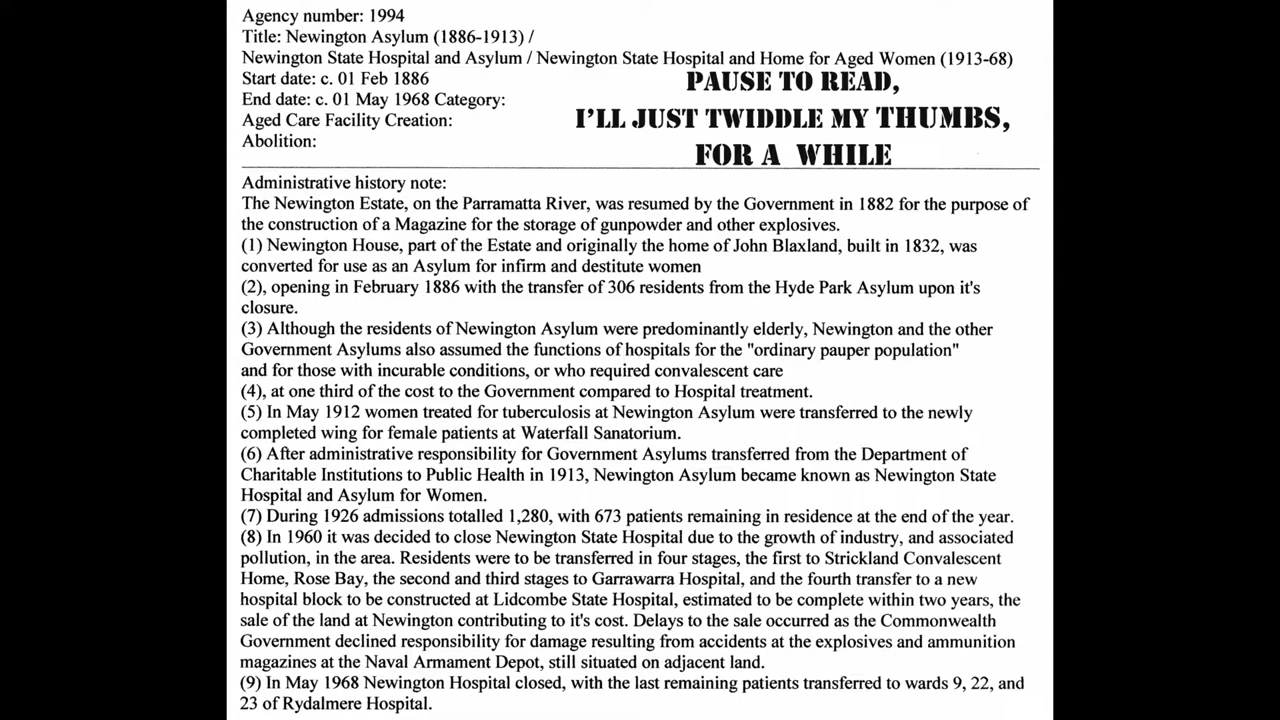 Agency number: 1994
Title: Newington Asylum (1886-1913) /
Newington State Hospital and Asylum / Newington State Hospital and Home for Aged Women (1913-68)
Start date: c. 01 Feb 1886
End date: c. 01 May 1968 Category:
Aged Care Facility Creation:
Abolition:
PAUSE TO READ,
I'LL JUST TWIDDLE MY THUMBS,
FOR A WHILE
Administrative history note:
The Newington Estate, on the Parramatta River, was resumed by the Government in 1882 for the purpose of
the construction of a Magazine for the storage of gunpowder and other explosives.
(1) Newington House, part of the Estate and originally the home of John Blaxland, built in 1832, was
converted for use as an Asylum for infirm and destitute women
(2), opening in February 1886 with the transfer of 306 residents from the Hyde Park Asylum upon it's
closure.
(3) Although the residents of Newington Asylum were predominantly elderly, Newington and the other
Government Asylums also assumed the functions of hospitals for the "ordinary pauper population"
and for those with incurable conditions, or who required convalescent care
(4), at one third of the cost to the Government compared to Hospital treatment.
(5) In May 1912 women treated for tuberculosis at Newington Asylum were transferred to the newly
completed wing for female patients at Waterfall Sanatorium.
(6) After administrative responsibility for Government Asylums transferred from the Department of
Charitable Institutions to Public Health in 1913, Newington Asylum became known as Newington State
Hospital and Asylum for Women.
(7) During 1926 admissions totalled 1,280, with 673 patients remaining in residence at the end of the year.
(8) In 1960 it was decided to close Newington State Hospital due to the growth of industry, and associated
pollution, in the area. Residents were to be transferred in four stages, the first to Strickland Convalescent
Home, Rose Bay, the second and third stages to Garrawarra Hospital, and the fourth transfer to a new
hospital block to be constructed at Lidcombe State Hospital, estimated to be complete within two years, the
sale of the land at Newington contributing to it's cost. Delays to the sale occurred as the Commonwealth
Government declined responsibility for damage resulting from accidents at the explosives and ammunition
magazines at the Naval Armament Depot, still situated on adjacent land.
(9) In May 1968 Newington Hospital closed, with the last remaining patients transferred to wards 9, 22, and
23 of Rydalmere Hospital.